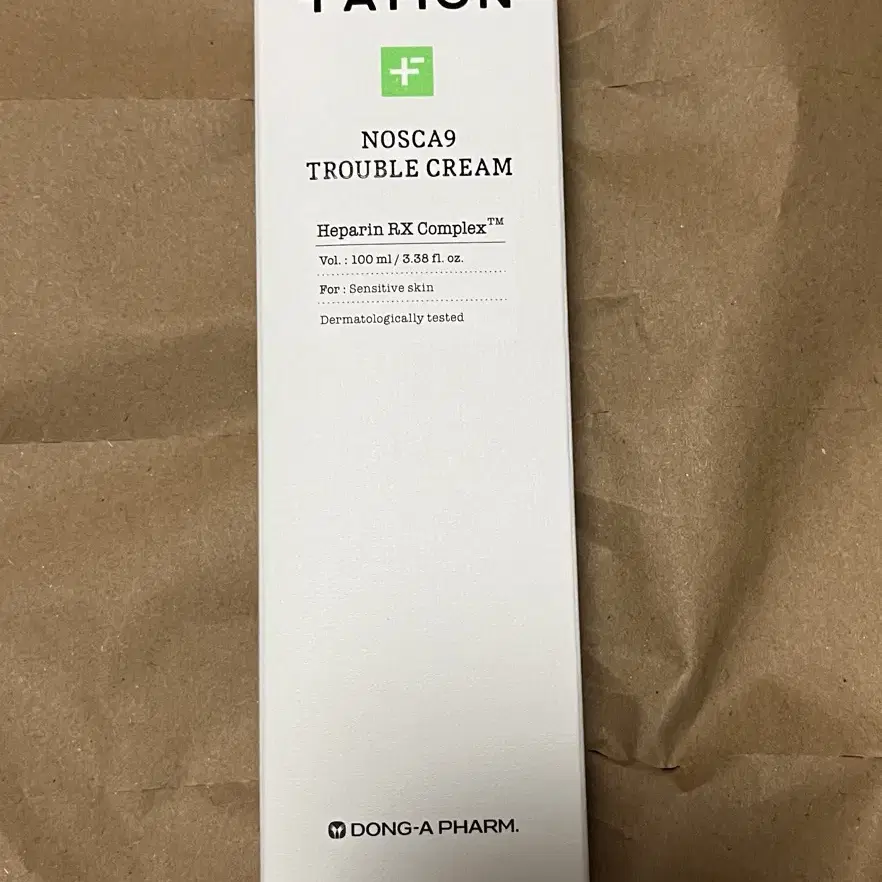 NOSCA9
TROUBLE CREAM
Heparin RX Complex™
Vol. : 100 ml / 3.38 fl. oz.
For : Sensitive skin
Dermatologically tested
DONG-A PHARM.